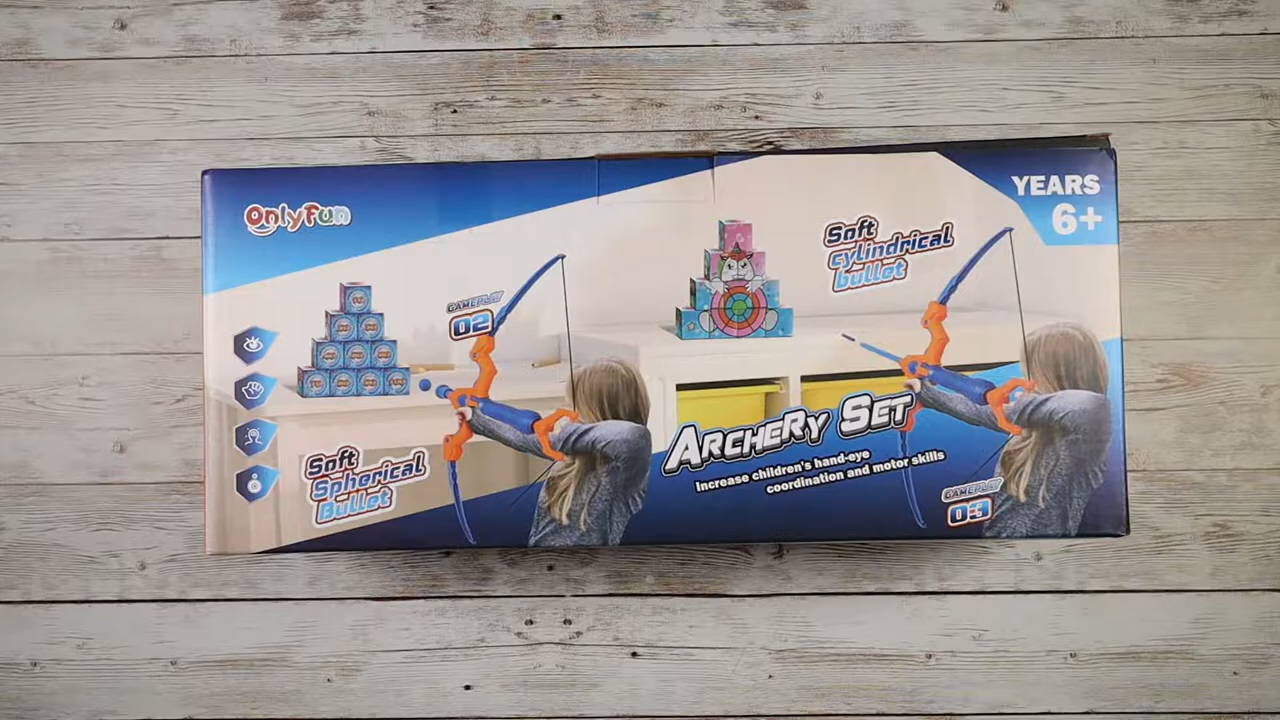 OnlyFun
YEARS
6+
Soft
cylindrical
bullet
GAMEPLAY
02
ARCHERY SET
Increase children's hand-eye
coordination and motor skills
Soft
Spherical
Bullet
GAMEPLAY
03